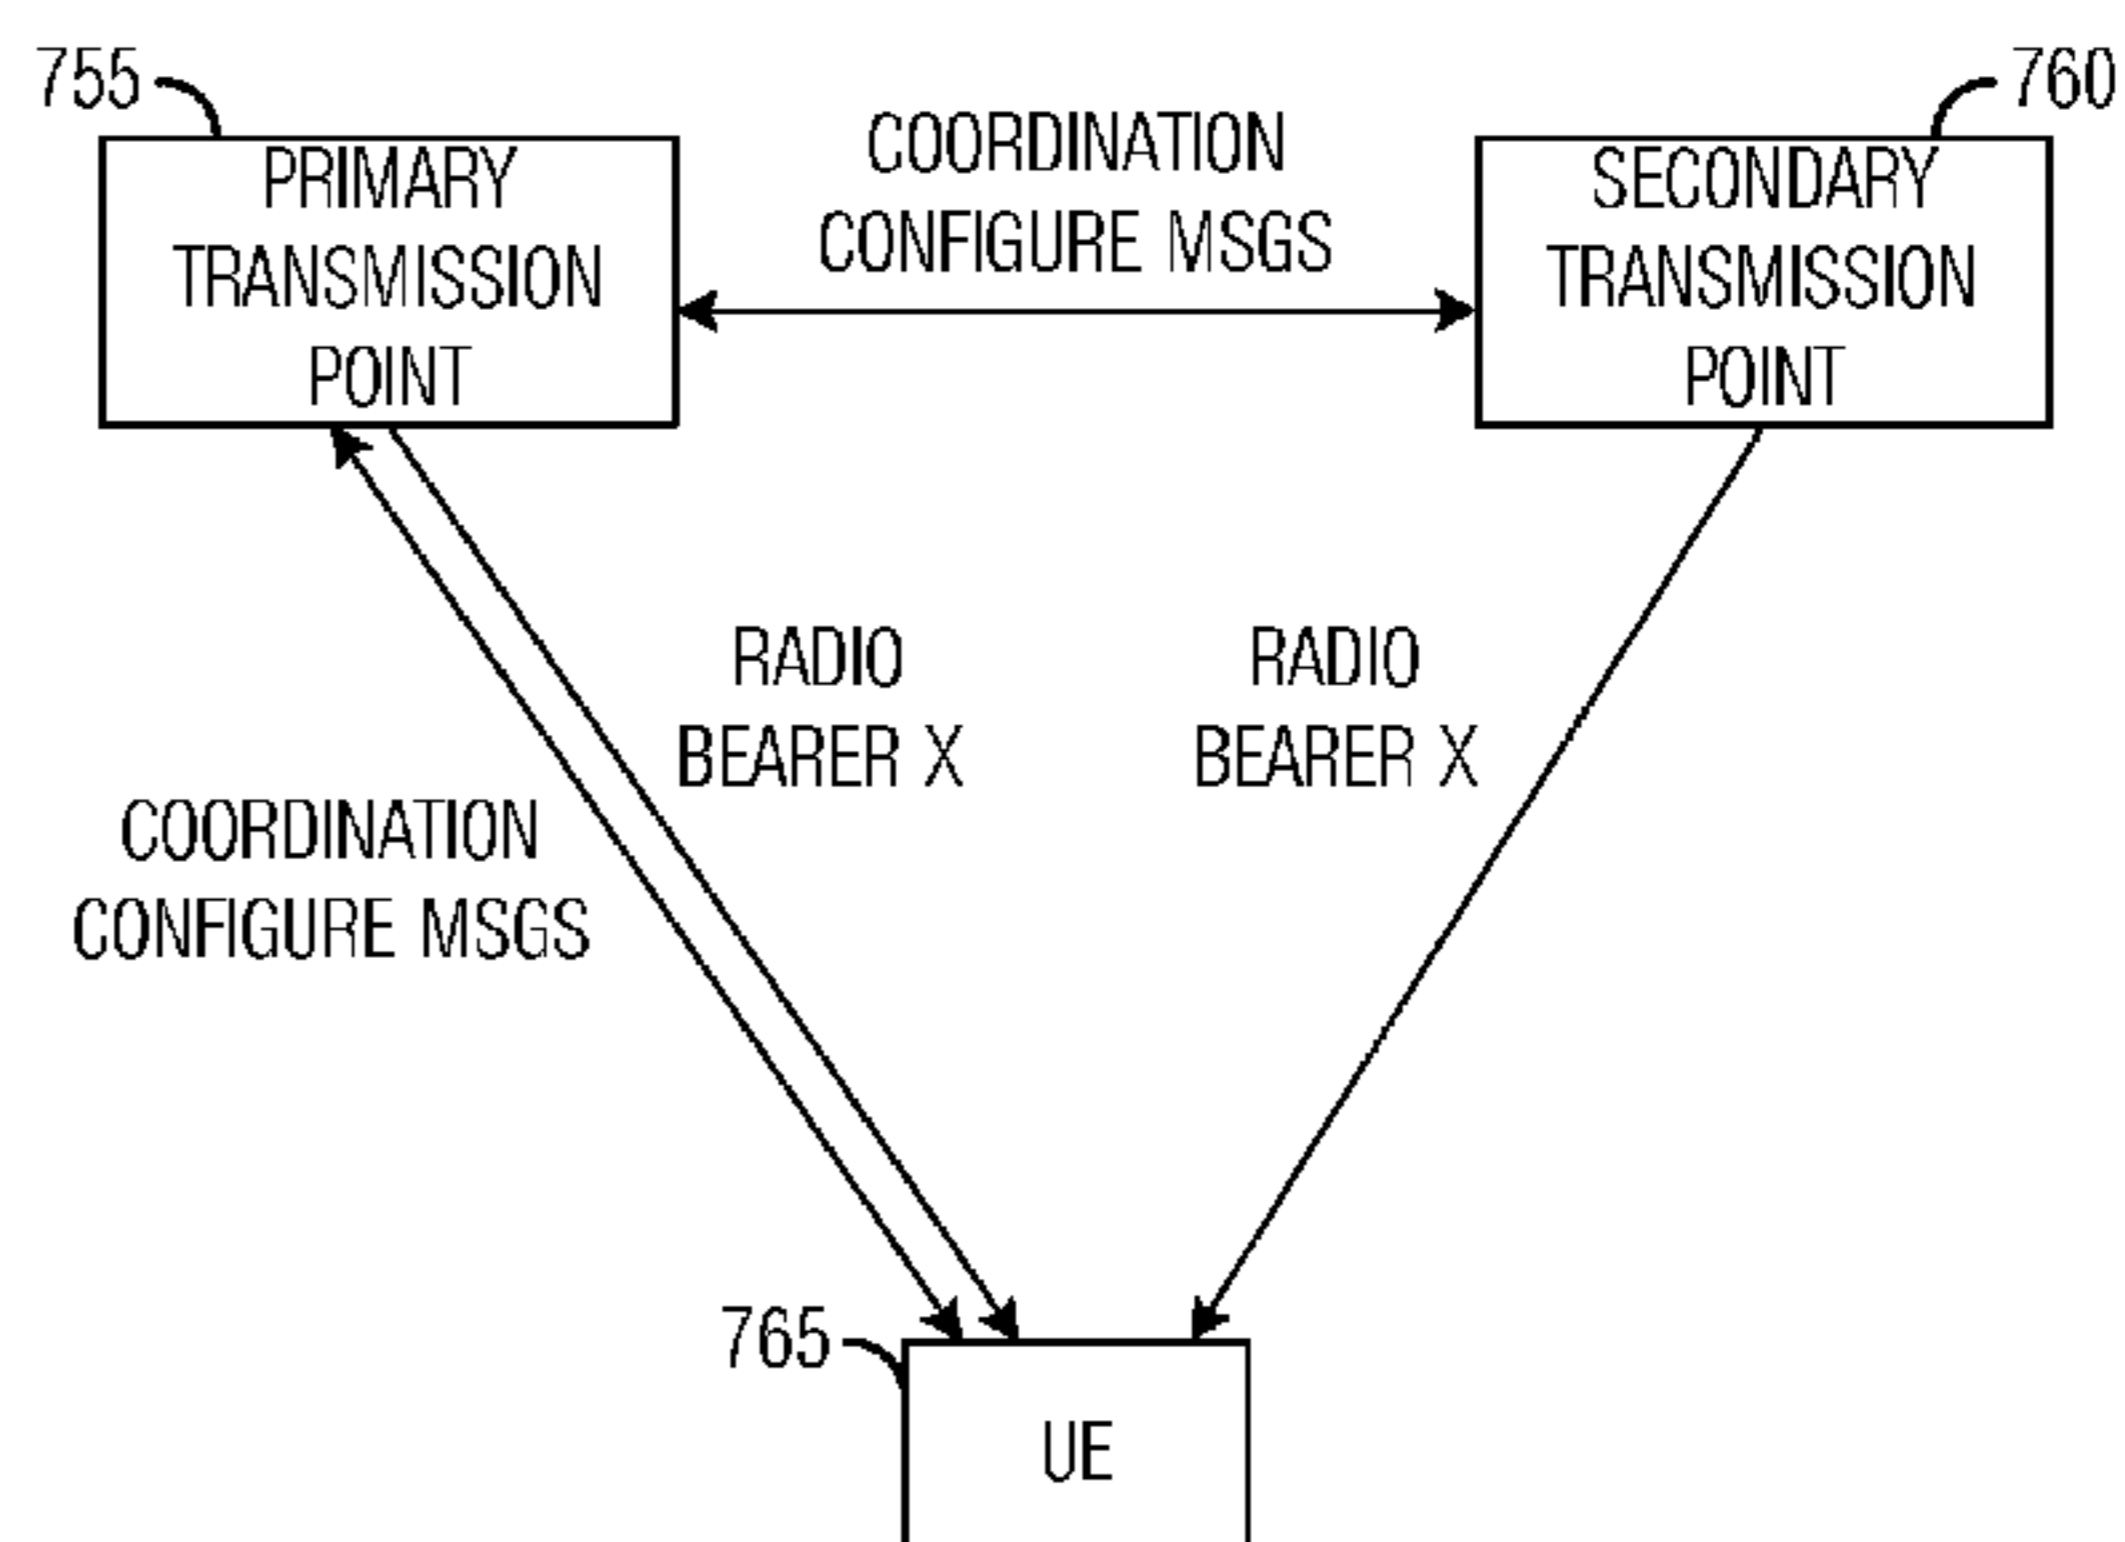 755
760
PRIMARY
TRANSMISSION
POINT
COORDINATION
CONFIGURE MSGS
SECONDARY
TRANSMISSION
POINT
RADIO
BEARER X
RADIO
BEARER X
COORDINATION
CONFIGURE MSGS
765
UE